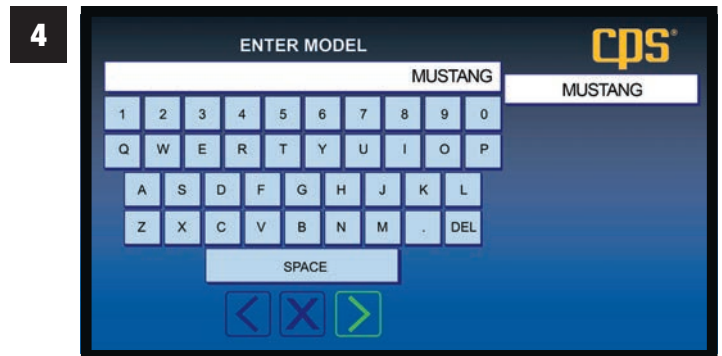 4
ENTER MODEL
cps®
MUSTANG
MUSTANG
1 2 3 4 5 6 7 8 9 0
Q W E R T Y U I O P
A S D F G H J K L
Z X C V B N M . DEL
SPACE
< X >